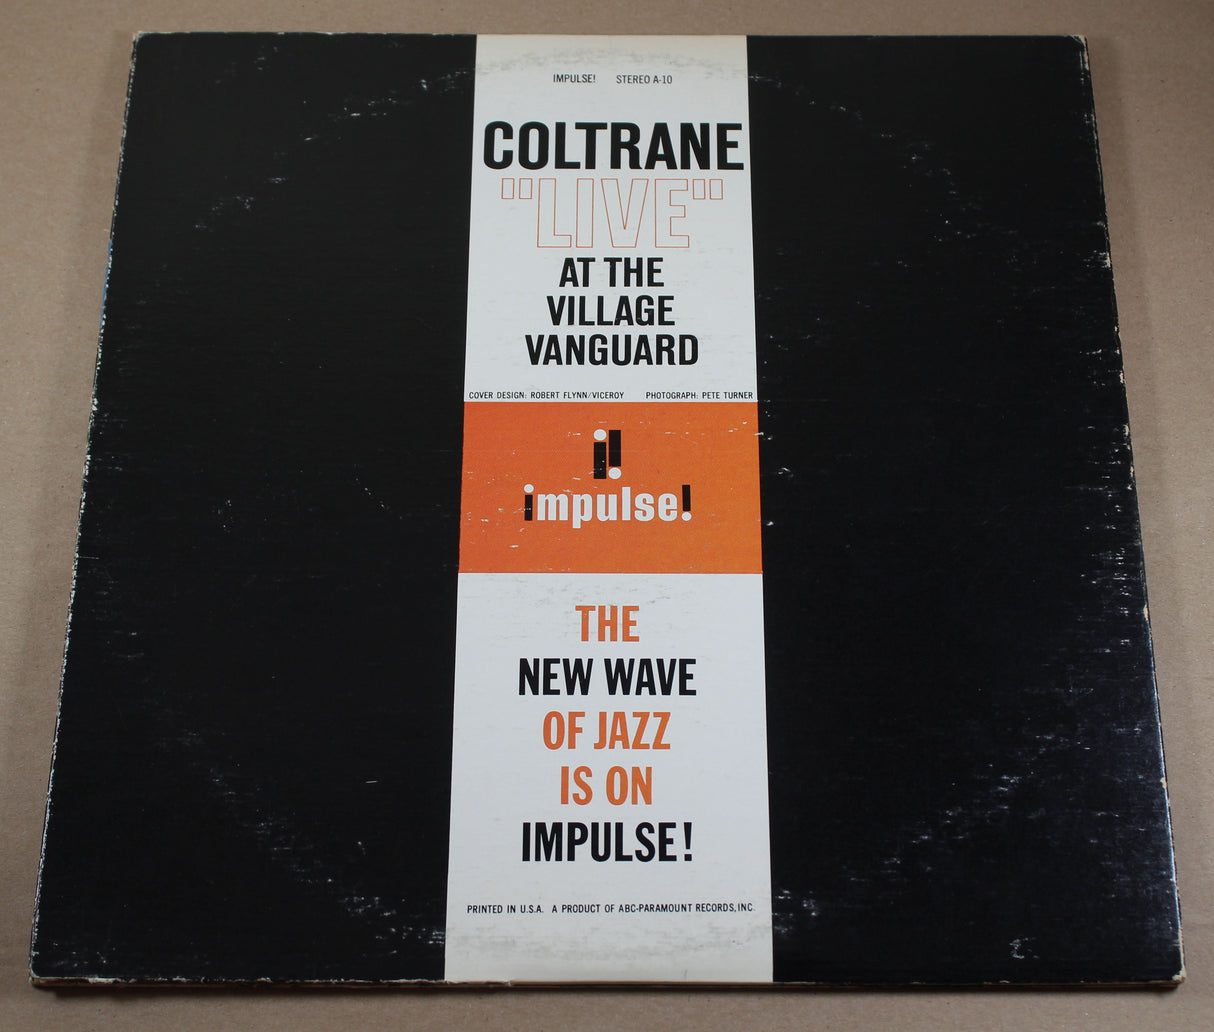 IMPULSE! STEREO A-10
COLTRANE
"LIVE"
AT THE
VILLAGE
VANGUARD
COVER DESIGN: ROBERT FLYNN/VICEROY PHOTOGRAPH: PETE TURNER
i!
impulse!
THE
NEW WAVE
OF JAZZ
IS ON
IMPULSE!
PRINTED IN U.S.A. A PRODUCT OF ABC-PARAMOUNT RECORDS, INC.